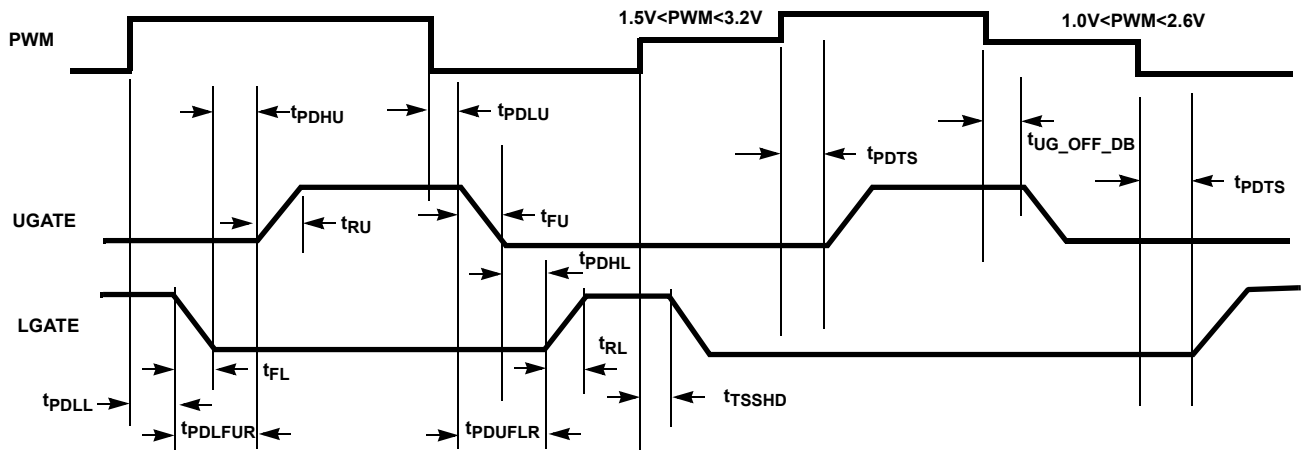 1.5V<PWM<3.2V
1.0V<PWM<2.6V
PWM
tPDHU
tPDLU
tPDTS
tUG_OFF_DB
tPDTS
UGATE
tRU
tFU
tPDHL
LGATE
tFL
tRL
tPDLL
tTSSHD
tPDLFUR
tPDUFLR